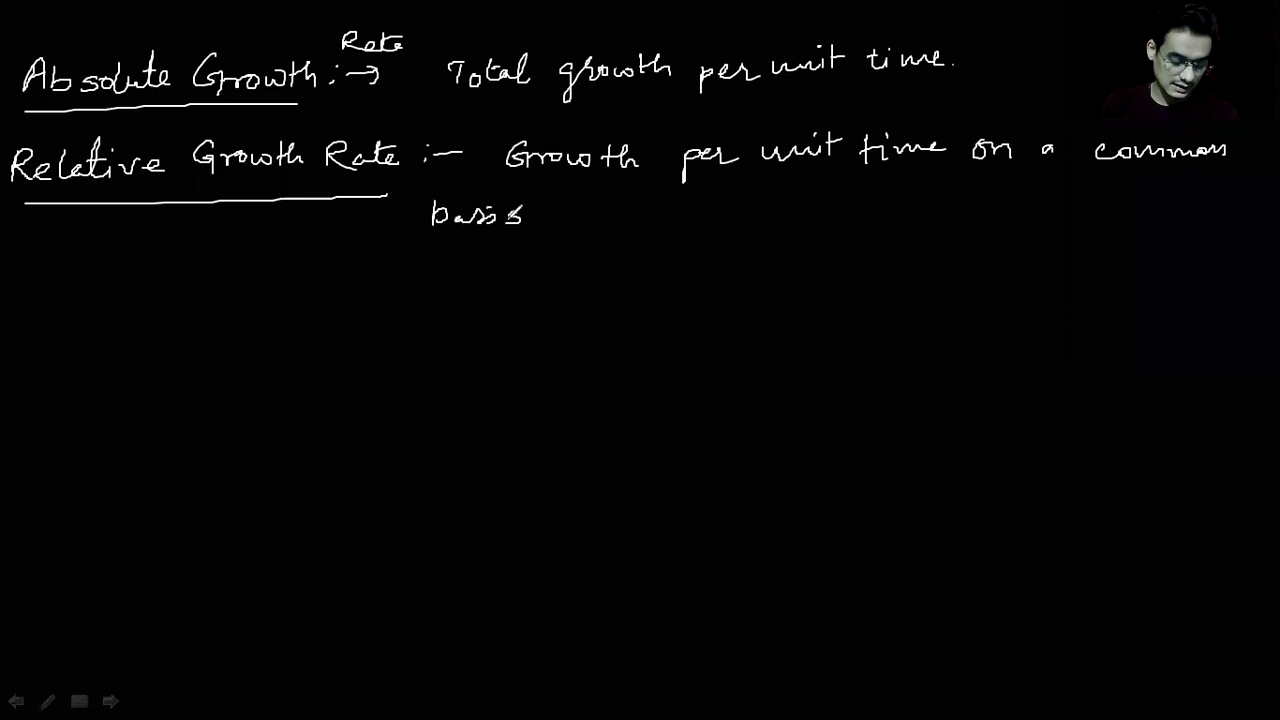 Absolute Growth Rate :→ Total growth per unit time.
Relative Growth Rate :— Growth per unit time on a common
basis